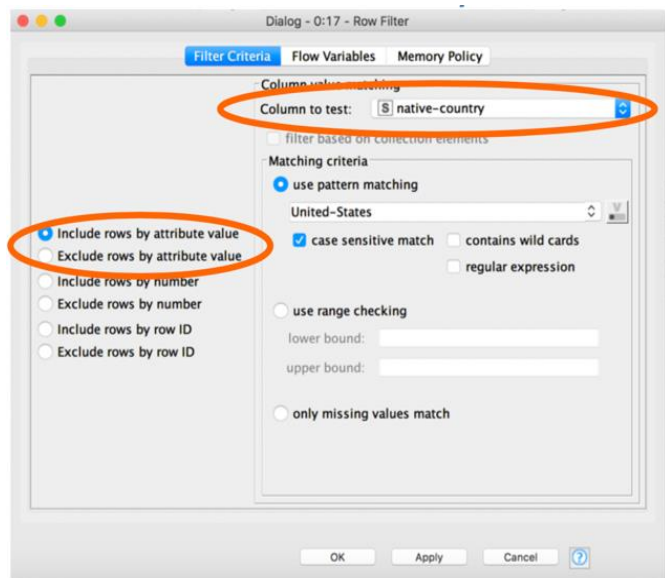 Dialog - 0:17 - Row Filter
Filter Criteria Flow Variables Memory Policy
Column value matching
Column to test: S native-country
filter based on collection elements
Matching criteria
use pattern matching
United-States
case sensitive match contains wild cards
regular expression
use range checking
lower bound:
upper bound:
only missing values match
Include rows by attribute value
Exclude rows by attribute value
Include rows by number
Exclude rows by number
Include rows by row ID
Exclude rows by row ID
OK Apply Cancel ?